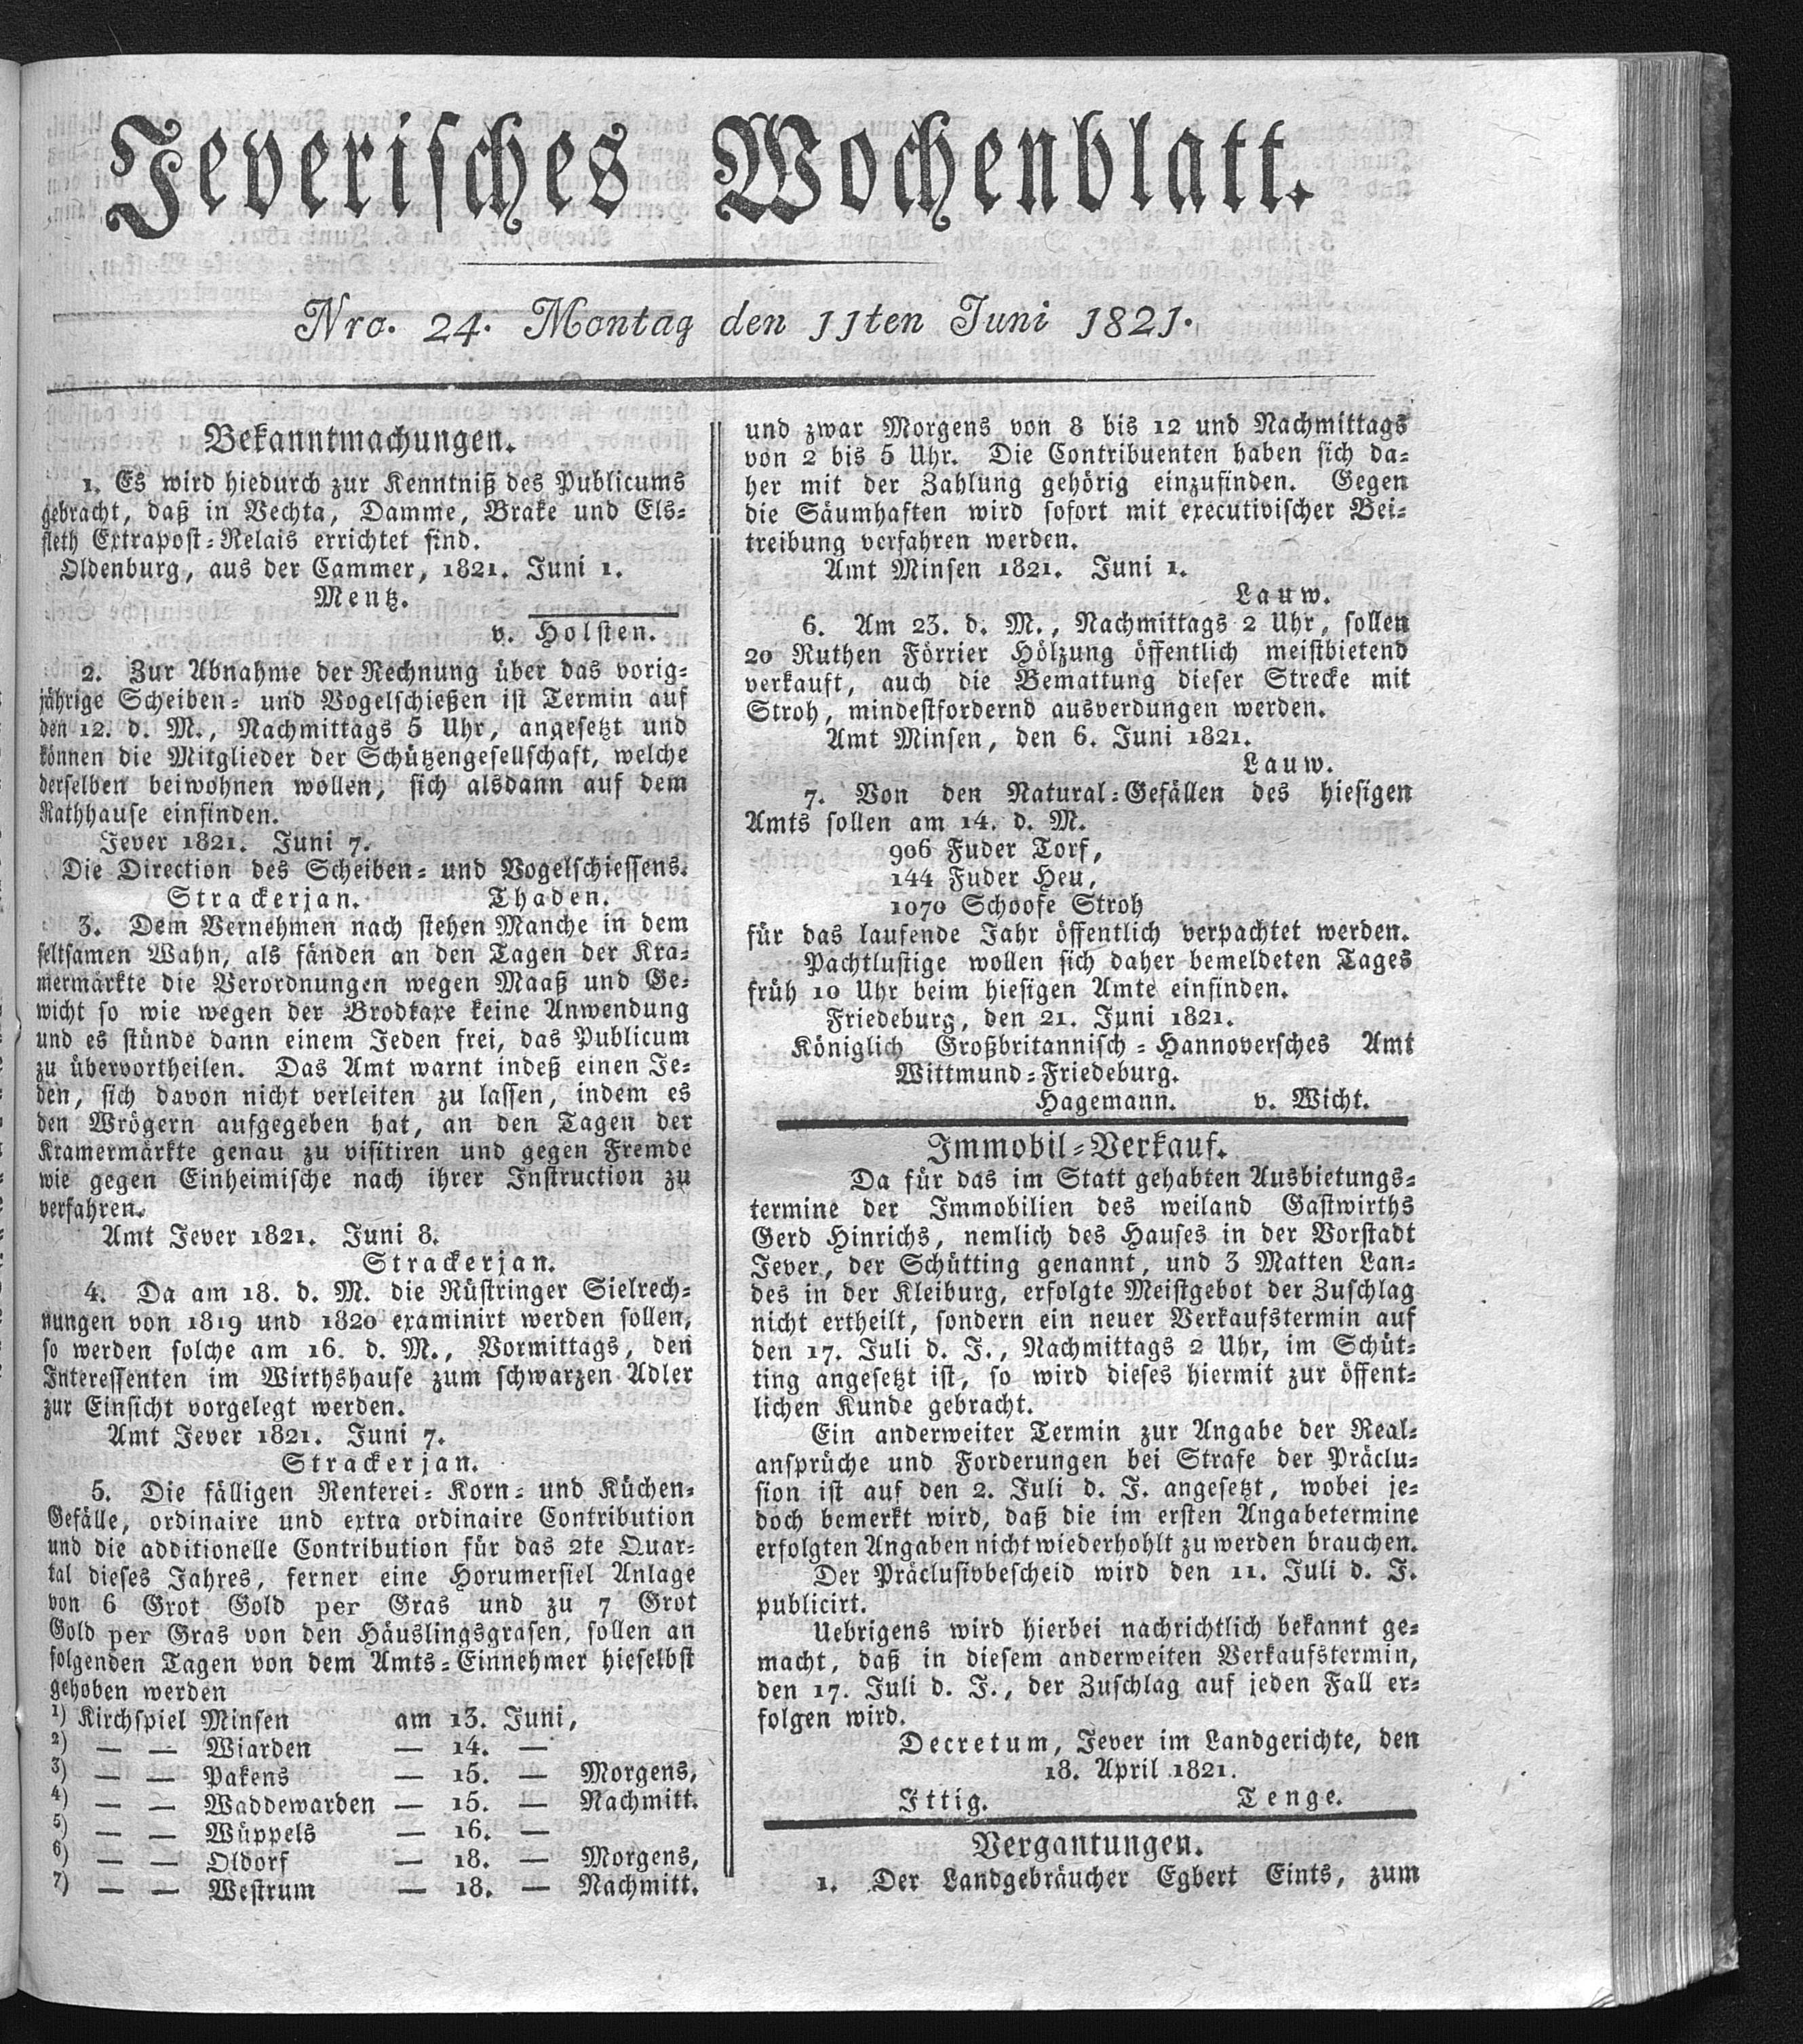 Jeverisches Wochenblatt.
Nro. 24. Montag den 11ten Juni 1821.
Bekanntmachungen.
1. Es wird hiedurch zur Kenntniß des Publicums
gebracht, daß in Vechta, Damme, Brake und Els-
fleth Extrapost-Relais errichtet sind.
Oldenburg, aus der Cammer, 1821. Juni 1.
Mentz.
v. Holsten.
2. Zur Abnahme der Rechnung über das vorig-
jährige Scheiben- und Vogelschießen ist Termin auf
den 12. d. M., Nachmittags 5 Uhr, angesetzt und
können die Mitglieder der Schützengesellschaft, welche
derselben beiwohnen wollen, sich alsdann auf dem
Rathhause einfinden.
Jever 1821. Juni 7.
Die Direction des Scheiben- und Vogelschiessens.
Strackerjan. Thaden.
3. Dem Vernehmen nach stehen Manche in dem
seltsamen Wahn, als fänden an den Tagen der Kra-
mermärkte die Verordnungen wegen Maaß und Ge-
wicht so wie wegen der Brodtaxe keine Anwendung
und es stünde dann einem Jeden frei, das Publicum
zu übervortheilen. Das Amt warnt indeß einen Je-
den, sich davon nicht verleiten zu lassen, indem es
den Wrögern aufgegeben hat, an den Tagen der
Kramermärkte genau zu visitiren und gegen Fremde
wie gegen Einheimische nach ihrer Instruction zu
verfahren.
Amt Jever 1821. Juni 8.
Strackerjan.
4. Da am 18. d. M. die Rüstringer Sielrech-
nungen von 1819 und 1820 examinirt werden sollen,
so werden solche am 16. d. M., Vormittags, den
Interessenten im Wirthshause zum schwarzen Adler
zur Einsicht vorgelegt werden.
Amt Jever 1821. Juni 7.
Strackerjan.
5. Die fälligen Renterei- Korn- und Küchen-
Gefälle, ordinaire und extra ordinaire Contribution
und die additionelle Contribution für das 2te Quar-
tal dieses Jahres, ferner eine Horumersiel Anlage
von 6 Grot Gold per Gras und zu 7 Grot
Gold per Gras von den Häuslingsgrasen, sollen an
folgenden Tagen von dem Amts-Einnehmer hieselbst
gehoben werden
1) Kirchspiel Minsen am 13. Juni,
2) — — Wiarden — 14. —
3) — — Pakens — 15. — Morgens,
4) — — Waddewarden — 15. — Nachmitt.
5) — — Wüppels — 16. —
6) — — Oldorf — 18. — Morgens,
7) — — Westrum — 18. — Nachmitt.
und zwar Morgens von 8 bis 12 und Nachmittags
von 2 bis 5 Uhr. Die Contribuenten haben sich da-
her mit der Zahlung gehörig einzufinden. Gegen
die Säumhaften wird sofort mit executivischer Bei-
treibung verfahren werden.
Amt Minsen 1821. Juni 1.
Lauw.
6. Am 23. d. M., Nachmittags 2 Uhr, sollen
20 Ruthen Förrier Hölzung öffentlich meistbietend
verkauft, auch die Bemattung dieser Strecke mit
Stroh, mindestfordernd ausverdungen werden.
Amt Minsen, den 6. Juni 1821.
Lauw.
7. Von den Natural-Gefällen des hiesigen
Amts sollen am 14. d. M.
906 Fuder Torf,
144 Fuder Heu,
1070 Schoofe Stroh
für das laufende Jahr öffentlich verpachtet werden.
Pachtlustige wollen sich daher bemeldeten Tages
früh 10 Uhr beim hiesigen Amte einfinden.
Friedeburg, den 21. Juni 1821.
Königlich Großbritannisch-Hannoversches Amt
Wittmund-Friedeburg.
Hagemann. v. Wicht.
Immobil-Verkauf.
Da für das im Statt gehabten Ausbietungs-
termine der Immobilien des weiland Gastwirths
Gerd Hinrichs, nemlich des Hauses in der Vorstadt
Jever, der Schütting genannt, und 3 Matten Lan-
des in der Kleiburg, erfolgte Meistgebot der Zuschlag
nicht ertheilt, sondern ein neuer Verkaufstermin auf
den 17. Juli d. J., Nachmittags 2 Uhr, im Schüt-
ting angesetzt ist, so wird dieses hiermit zur öffent-
lichen Kunde gebracht.
Ein anderweiter Termin zur Angabe der Real-
ansprüche und Forderungen bei Strafe der Präclu-
sion ist auf den 2. Juli d. J. angesetzt, wobei je-
doch bemerkt wird, daß die im ersten Angabetermine
erfolgten Angaben nicht wiederhohlt zu werden brauchen.
Der Präclusivbescheid wird den 11. Juli d. J.
publicirt.
Uebrigens wird hierbei nachrichtlich bekannt ge-
macht, daß in diesem anderweiten Verkaufstermin,
den 17. Juli d. J., der Zuschlag auf jeden Fall er-
folgen wird.
Decretum, Jever im Landgerichte, den
18. April 1821.
Ittig. Tenge.
Vergantungen.
1. Der Landgebräucher Egbert Eints, zum